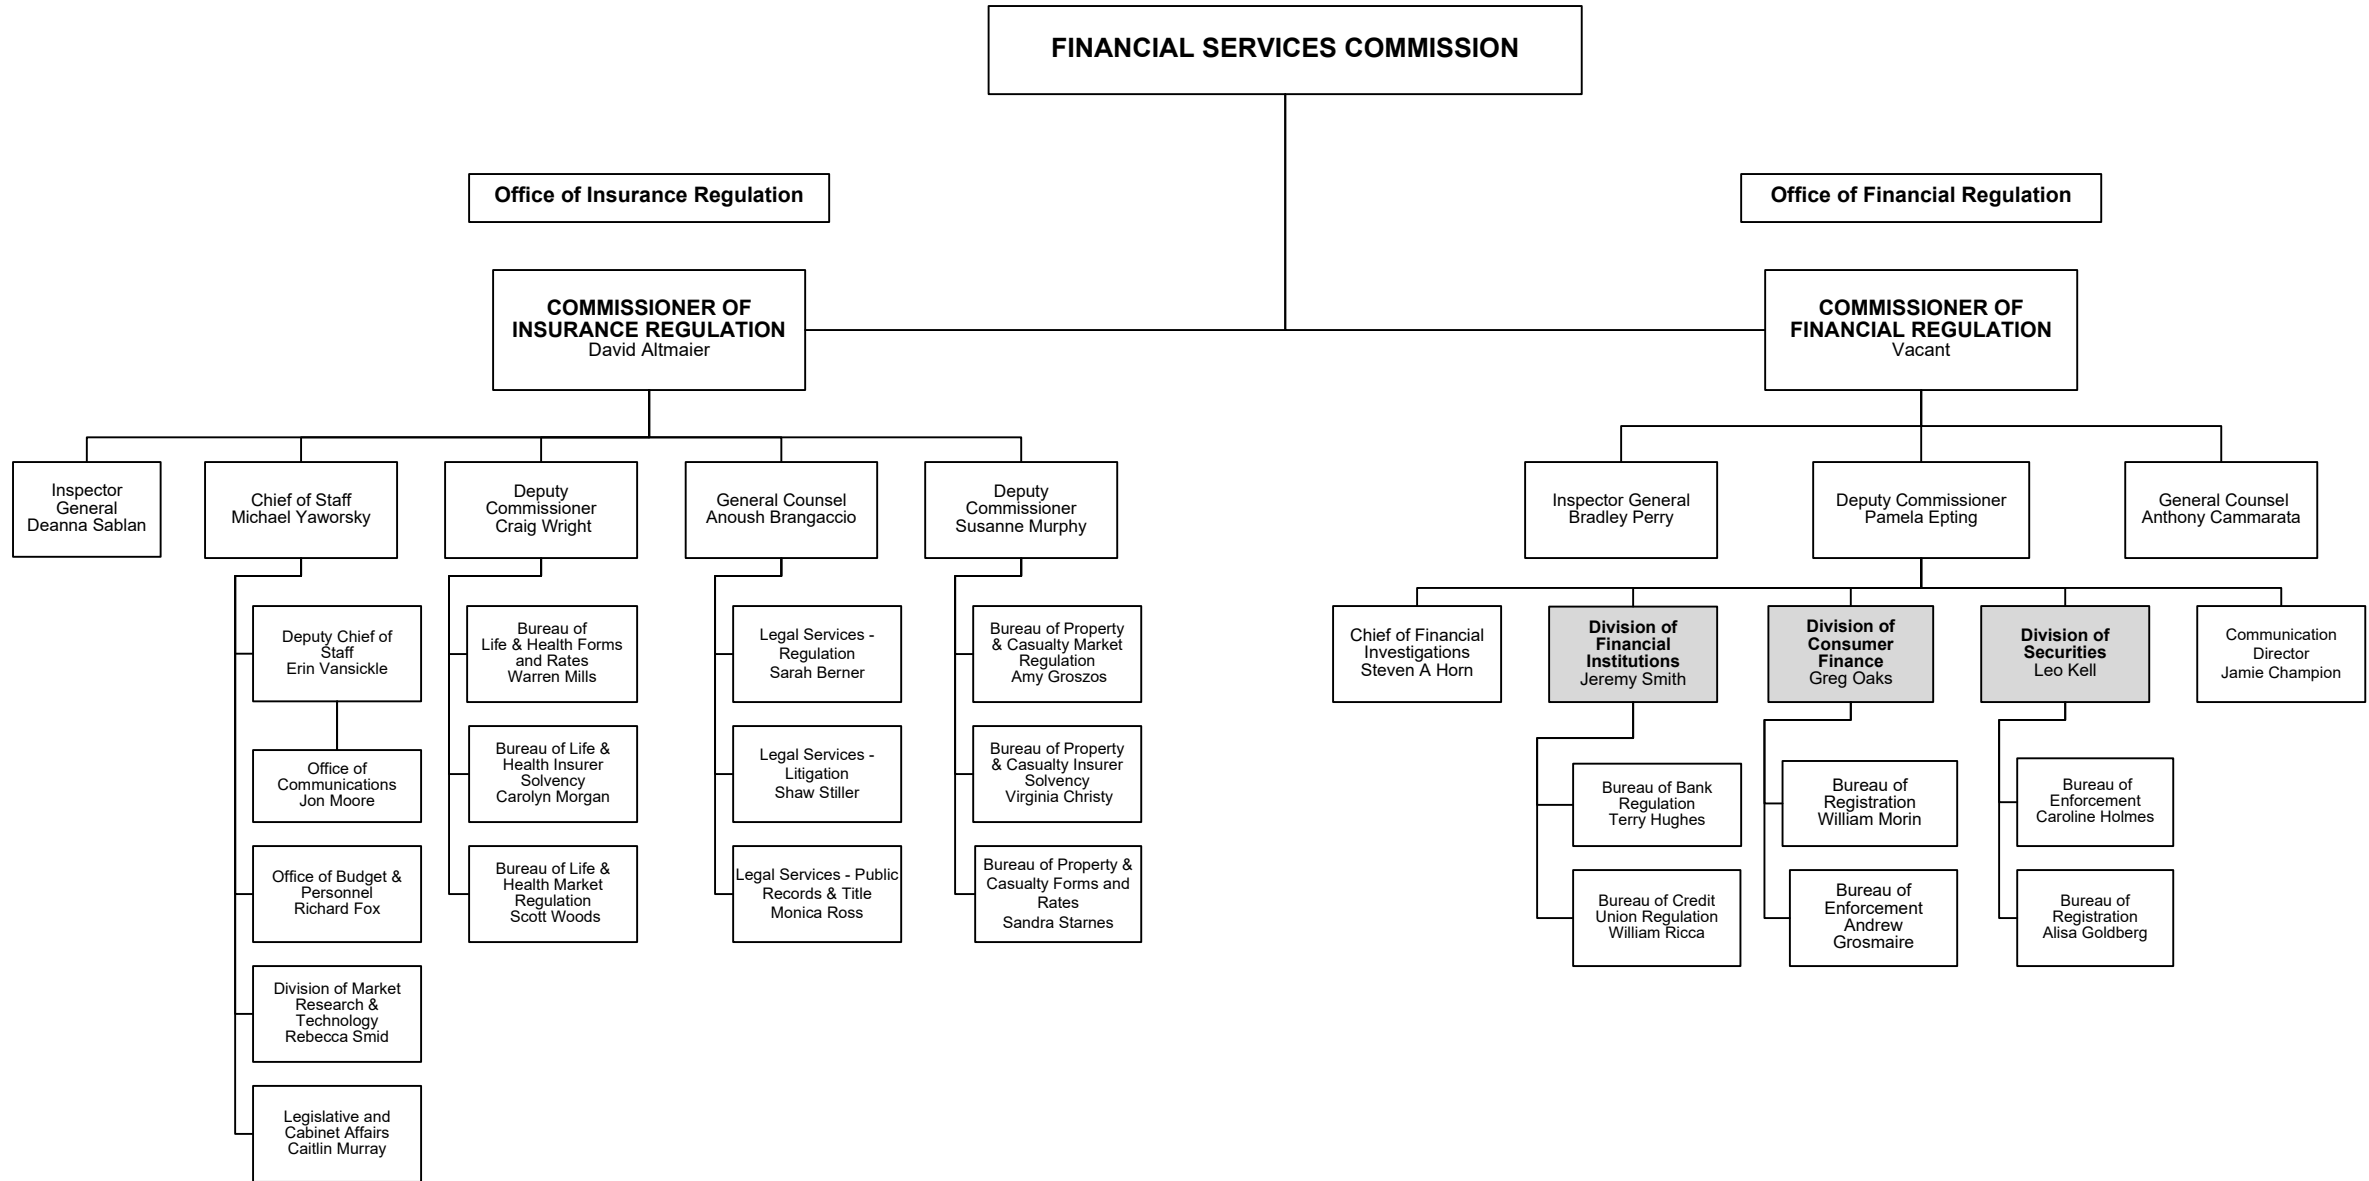 FINANCIAL SERVICES COMMISSION
Office of Insurance Regulation
Office of Financial Regulation
COMMISSIONER OF
INSURANCE REGULATION
David Altmaier
COMMISSIONER OF
FINANCIAL REGULATION
Vacant
Inspector
General
Deanna Sablan
Chief of Staff
Michael Yaworsky
Deputy
Commissioner
Craig Wright
General Counsel
Anoush Brangaccio
Deputy
Commissioner
Susanne Murphy
Inspector General
Bradley Perry
Deputy Commissioner
Pamela Epting
General Counsel
Anthony Cammarata
Deputy Chief of
Staff
Erin Vansickle
Office of
Communications
Jon Moore
Office of Budget &
Personnel
Richard Fox
Division of Market
Research &
Technology
Rebecca Smid
Legislative and
Cabinet Affairs
Caitlin Murray
Bureau of
Life & Health Forms
and Rates
Warren Mills
Bureau of Life &
Health Insurer
Solvency
Carolyn Morgan
Bureau of Life &
Health Market
Regulation
Scott Woods
Legal Services -
Regulation
Sarah Berner
Legal Services -
Litigation
Shaw Stiller
Legal Services - Public
Records & Title
Monica Ross
Bureau of Property
& Casualty Market
Regulation
Amy Groszos
Bureau of Property
& Casualty Insurer
Solvency
Virginia Christy
Bureau of Property &
Casualty Forms and
Rates
Sandra Starnes
Chief of Financial
Investigations
Steven A Horn
Division of
Financial
Institutions
Jeremy Smith
Bureau of Bank
Regulation
Terry Hughes
Bureau of Credit
Union Regulation
William Ricca
Division of
Consumer
Finance
Greg Oaks
Bureau of
Registration
William Morin
Bureau of
Enforcement
Andrew
Grosmaire
Division of
Securities
Leo Kell
Bureau of
Enforcement
Caroline Holmes
Bureau of
Registration
Alisa Goldberg
Communication
Director
Jamie Champion